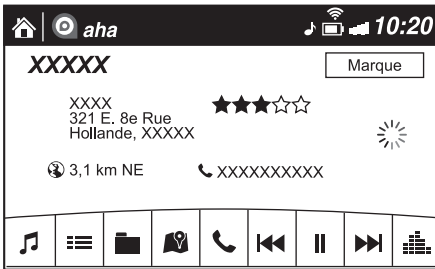 aha 10:20
XXXXX Marque
XXXX
321 E. 8e Rue
Hollande, XXXXX
3,1 km NE XXXXXXXXXX